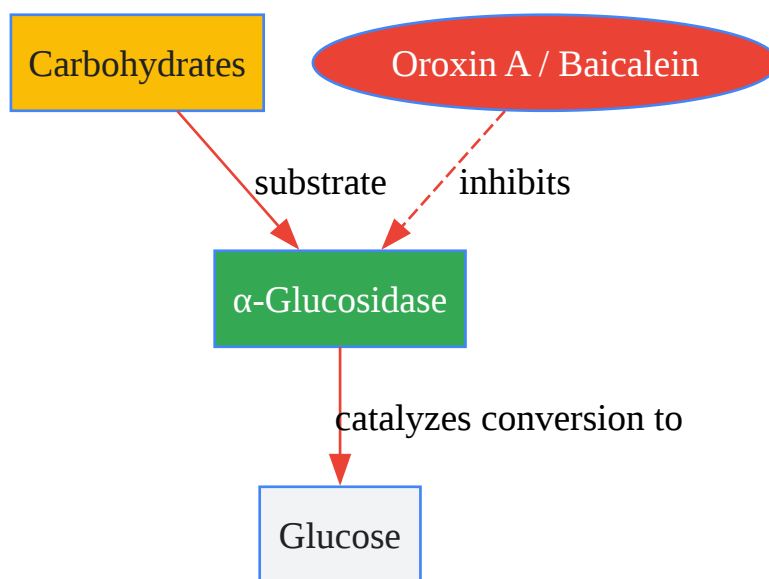 Carbohydrates
Oroxin A / Baicalein
substrate
inhibits
α-Glucosidase
catalyzes conversion to
Glucose